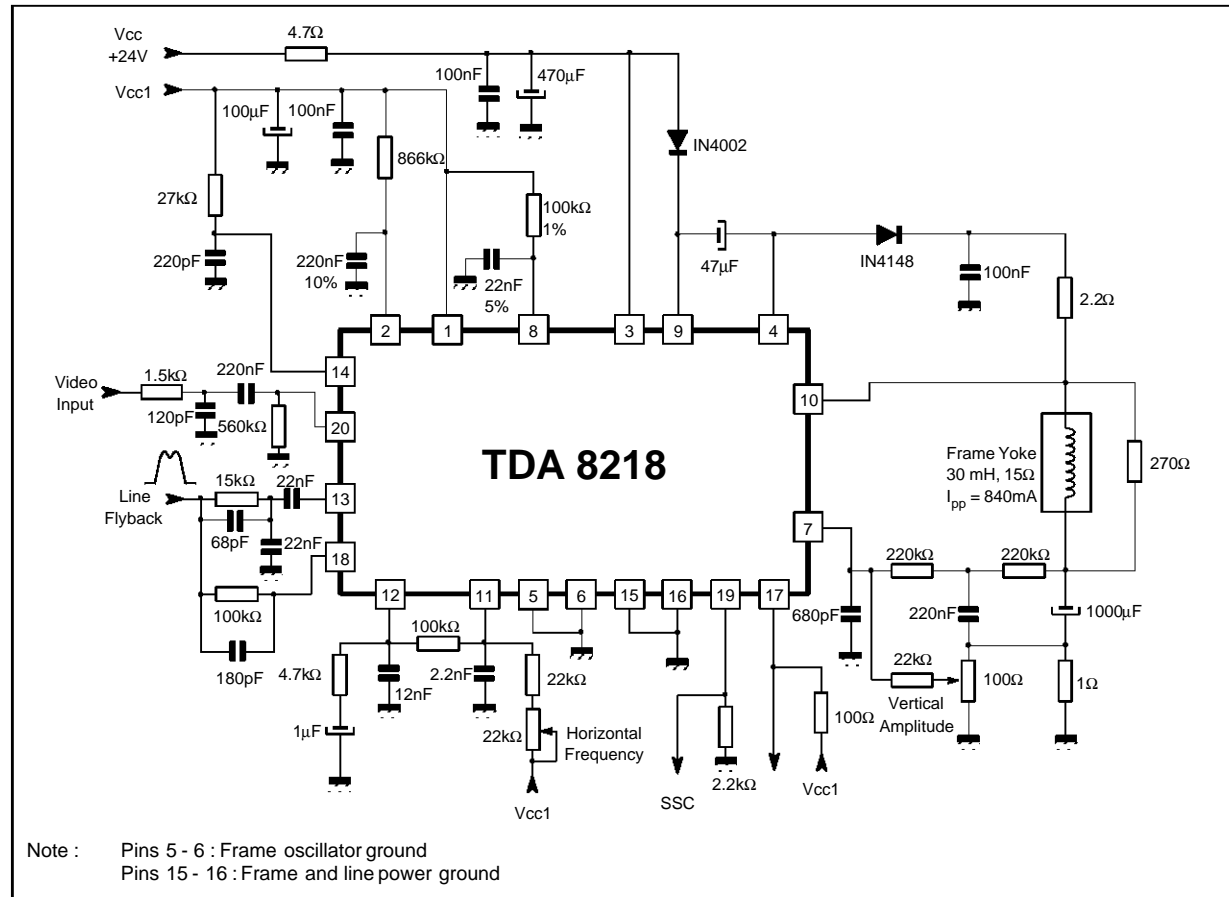 Vcc
+24V
4.7Ω
Vcc1
100µF
100nF
100nF
470µF
IN4002
866kΩ
27kΩ
100kΩ
1%
220pF
220nF
10%
22nF
5%
47µF
IN4148
100nF
2.2Ω
2
1
8
3
9
4
14
Video
Input
1.5kΩ
220nF
120pF
560kΩ
20
10
TDA 8218
Frame Yoke
30 mH, 15Ω
Ipp = 840mA
270Ω
Line
Flyback
15kΩ
22nF
13
68pF
22nF
18
7
100kΩ
180pF
12
11
5
6
15
16
19
17
220kΩ
220kΩ
680pF
220nF
1000µF
4.7kΩ
100kΩ
12nF
2.2nF
22kΩ
1µF
22kΩ
Horizontal
Frequency
Vcc1
SSC
2.2kΩ
100Ω
Vcc1
22kΩ
Vertical
Amplitude
100Ω
1Ω
Note : Pins 5 - 6 : Frame oscillator ground
Pins 15 - 16 : Frame and line power ground